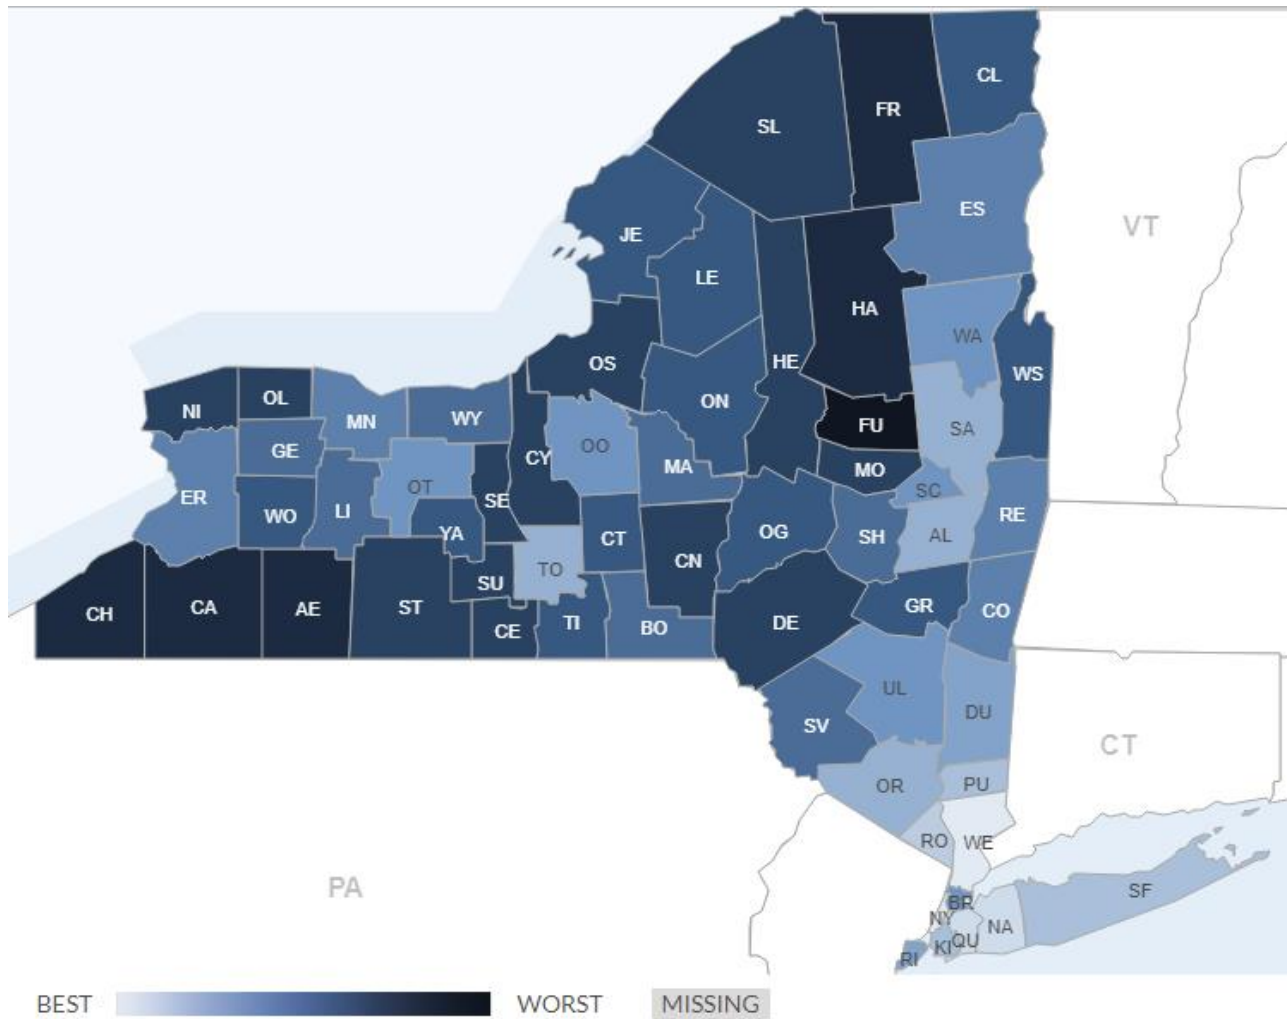 CL
FR
SL
ES
JE
VT
LE
HA
WA
OS
HE
WS
OL
NI
ON
MN
WY
FU
SA
OO
GE
CY
MA
MO
OT
ER
SE
SC
LI
WO
RE
YA
CT
OG
SH
AL
CN
TO
SU
CH
CA
AE
ST
GR
CO
DE
CE
TI
BO
UL
DU
SV
CT
OR
PU
RO
WE
PA
SF
BR
NY
NA
QU
KI
RI
BEST WORST MISSING